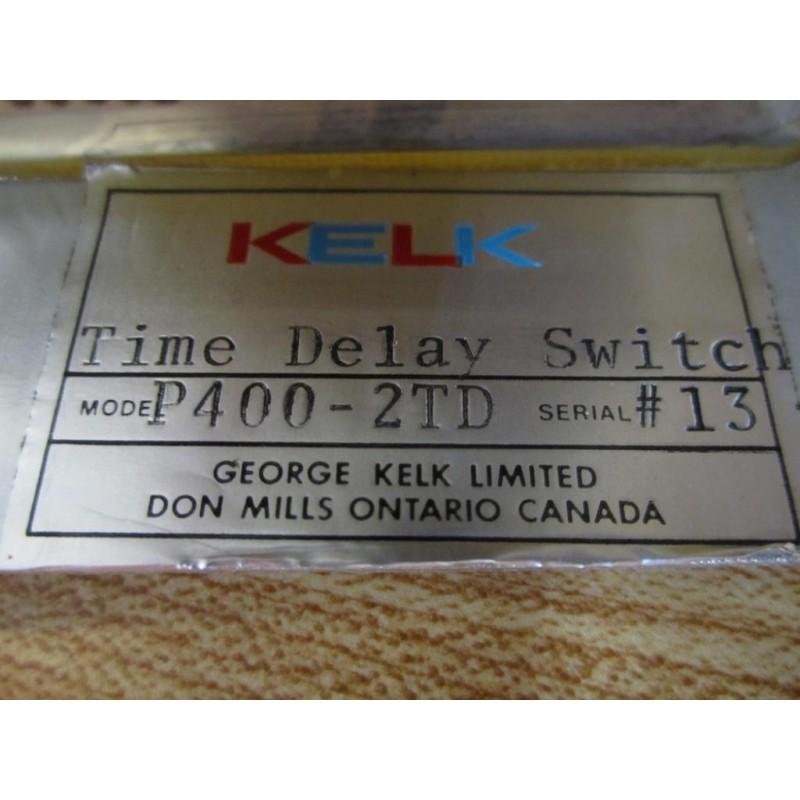 KELK
Time Delay Switch
MODEL P400-2TD SERIAL #13
GEORGE KELK LIMITED
DON MILLS ONTARIO CANADA